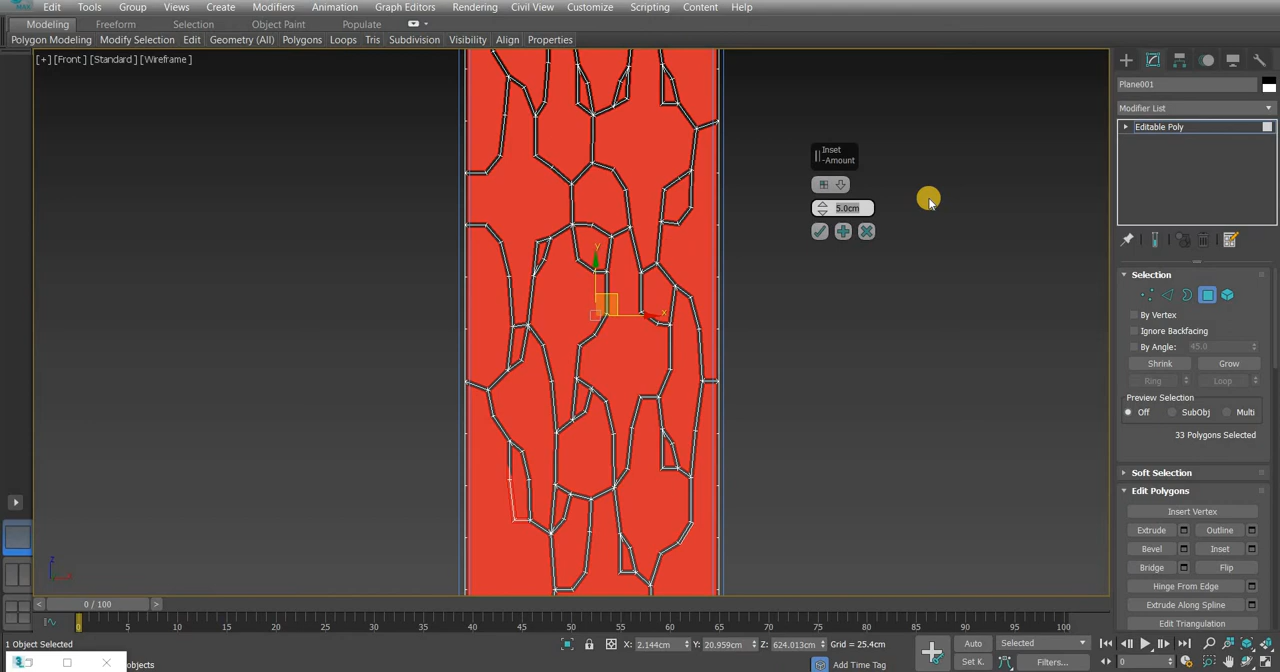 Edit Tools Group Views Create Modifiers Animation Graph Editors Rendering Civil View Customize Scripting Content Help
Modeling Freeform Selection Object Paint Populate
Polygon Modeling Modify Selection Edit Geometry (All) Polygons Loops Tris Subdivision Visibility Align Properties
[+] [Front ] [Standard ] [Wireframe ]
Plane001
Modifier List
Editable Poly
Inset
-Amount
5.0cm
y
x
z
Selection
By Vertex
Ignore Backfacing
By Angle: 45.0
Shrink Grow
Ring Loop
Preview Selection
Off SubObj Multi
33 Polygons Selected
Soft Selection
Edit Polygons
Insert Vertex
Extrude Outline
Bevel Inset
Bridge Flip
Hinge From Edge
Extrude Along Spline
Edit Triangulation
< 0 / 100 >
0 5 10 15 20 25 30 35 40 45 50 55 60 65 70 75 80 85 90 95 100
1 Object Selected X: 2.144cm Y: 20.959cm Z: 624.013cm Grid = 25.4cm Auto Selected
objects Add Time Tag Set K. Filters... 0